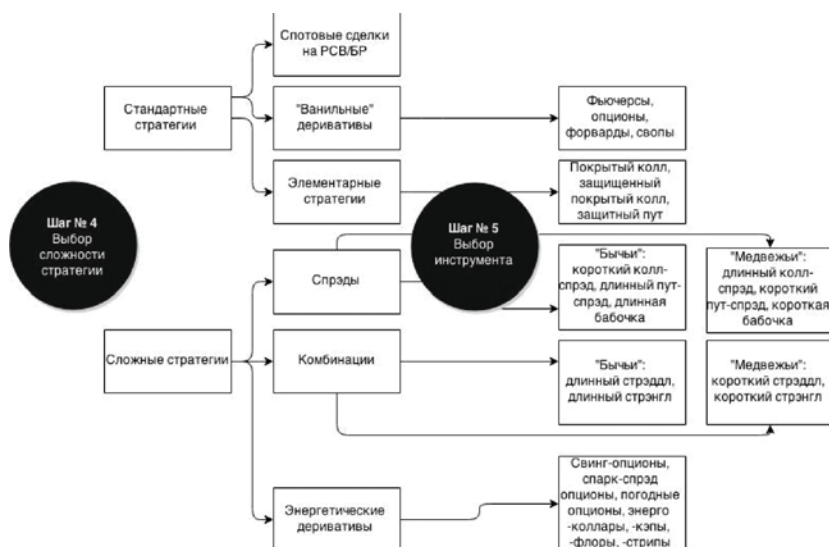 Спотовые сделки
на РСВ/БР
Стандартные
стратегии
"Ванильные"
деривативы
Фьючерсы,
опционы,
форварды, свопы
Элементарные
стратегии
Покрытый колл,
защищенный
покрытый колл,
защитный пут
Шаг № 4
Выбор
сложности
стратегии
Шаг № 5
Выбор
инструмента
Спрэды
"Бычьи":
короткий колл-
спрэд, длинный пут-
спрэд, длинная
бабочка
"Медвежьи":
длинный колл-
спрэд, короткий
пут-спрэд, короткая
бабочка
Сложные стратегии
Комбинации
"Бычьи":
длинный стрэддл,
длинный стрэнгл
"Медвежьи":
короткий стрэддл,
короткий стрэнгл
Энергетические
деривативы
Свинг-опционы,
спарк-спрэд
опционы, погодные
опционы, энерго
-коллары, -кэпы,
-флоры, -стрипы